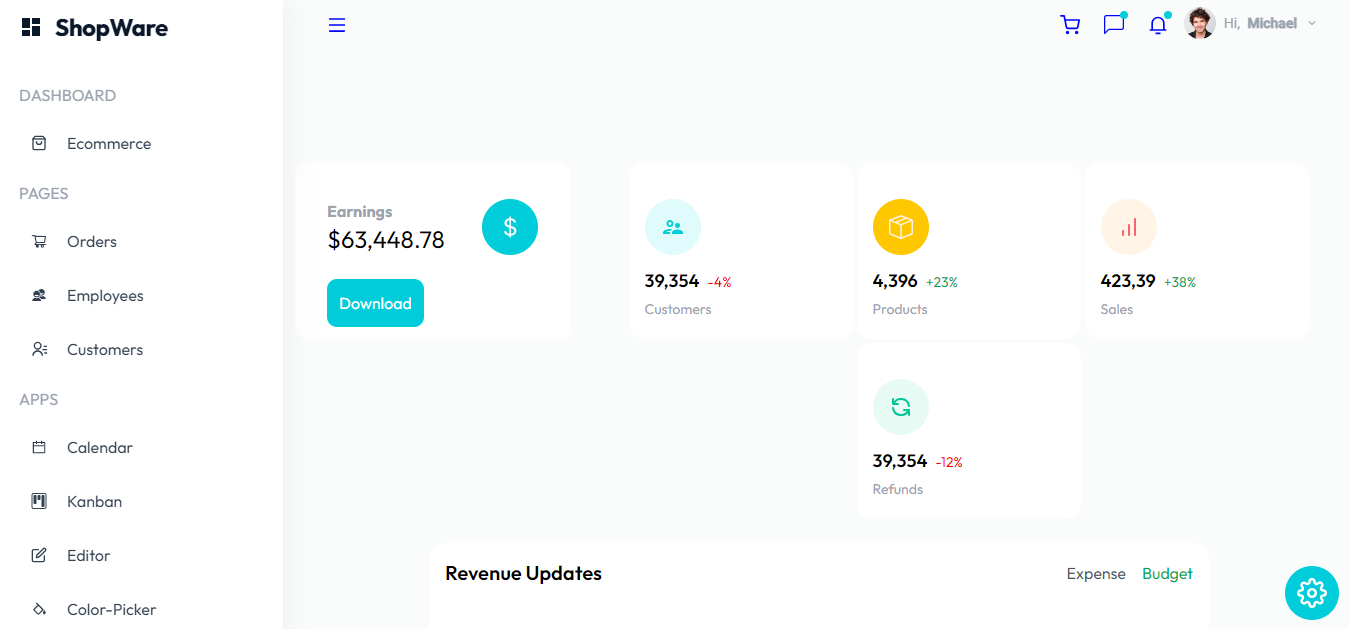 ShopWare
Hi, Michael
DASHBOARD
Ecommerce
PAGES
Orders
Employees
Customers
APPS
Calendar
Kanban
Editor
Color-Picker
Earnings
$63,448.78
$
Download
39,354 -4%
Customers
4,396 +23%
Products
423,39 +38%
Sales
39,354 -12%
Refunds
Revenue Updates
Expense Budget